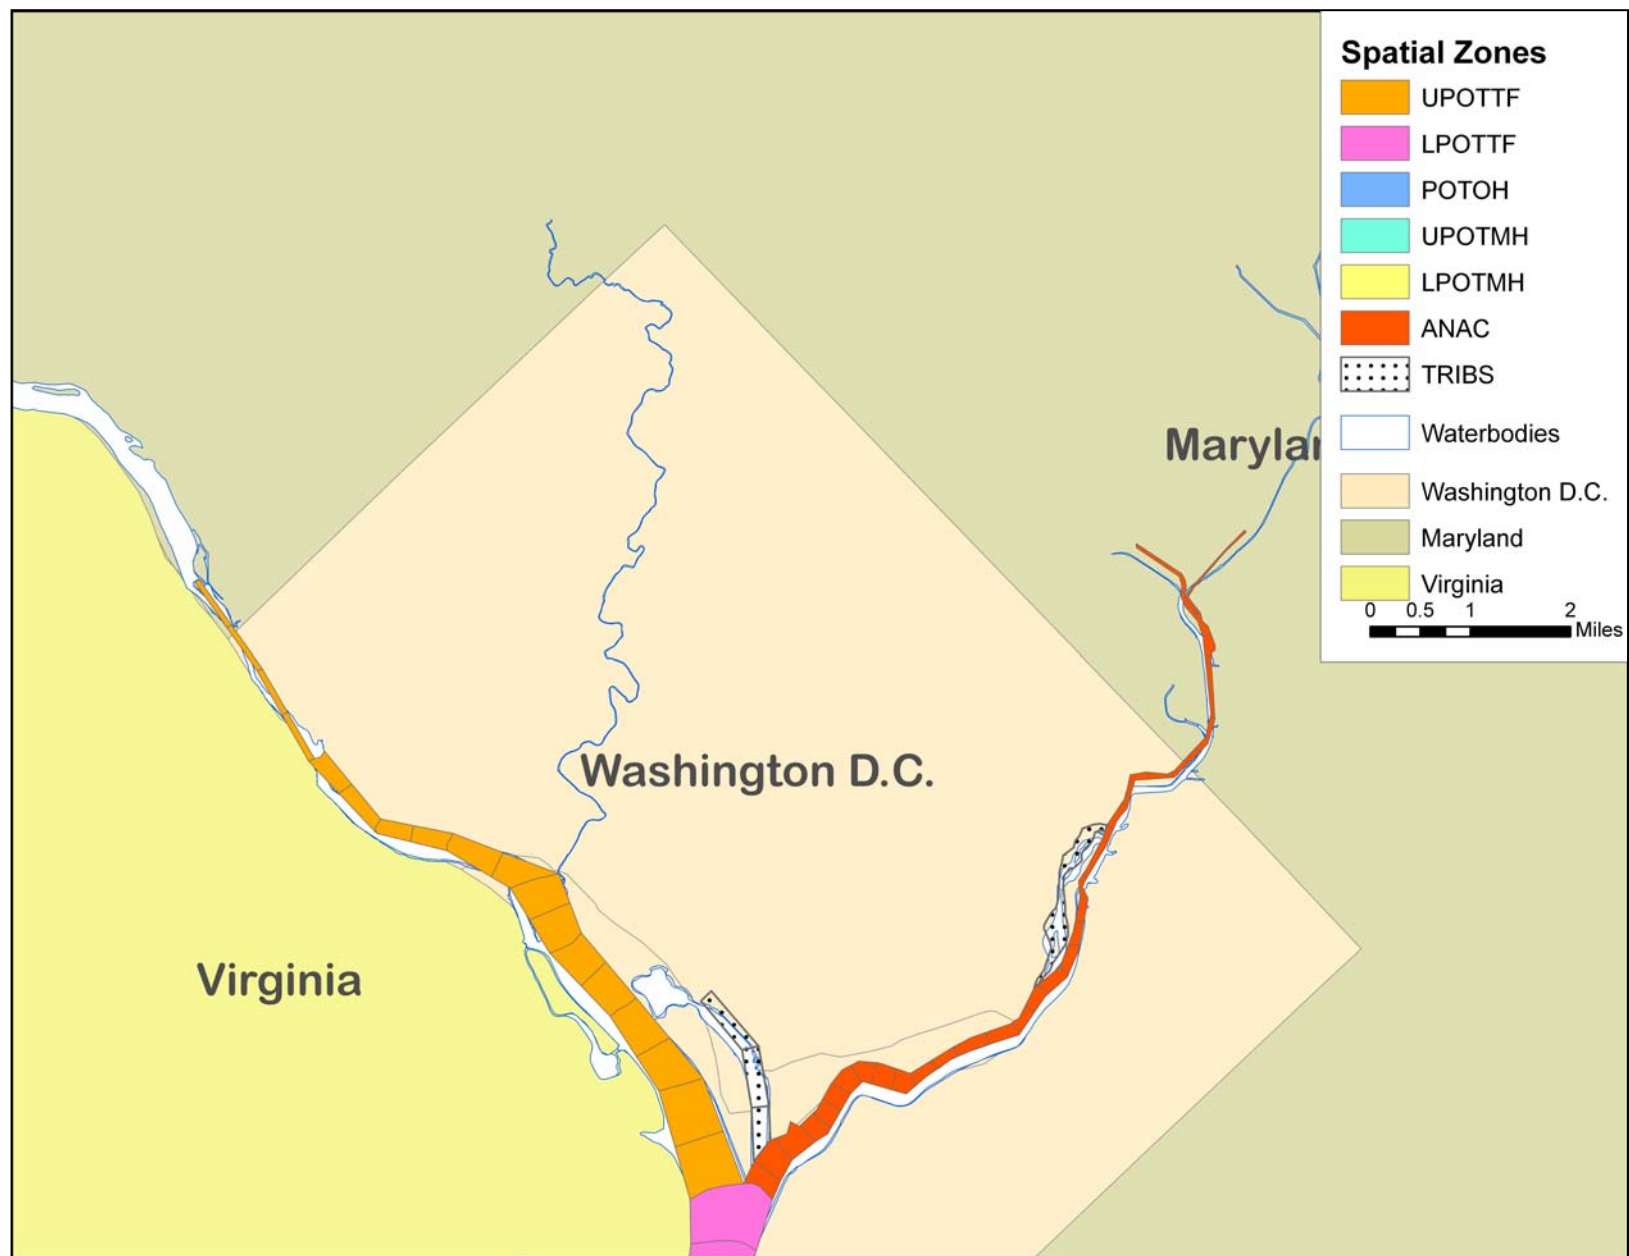 Spatial Zones
UPOTTF
LPOTTF
POTOH
UPOTMH
LPOTMH
ANAC
TRIBS
Waterbodies
Washington D.C.
Maryland
Virginia
0 0.5 1 2
Miles
Marylan
Washington D.C.
Virginia